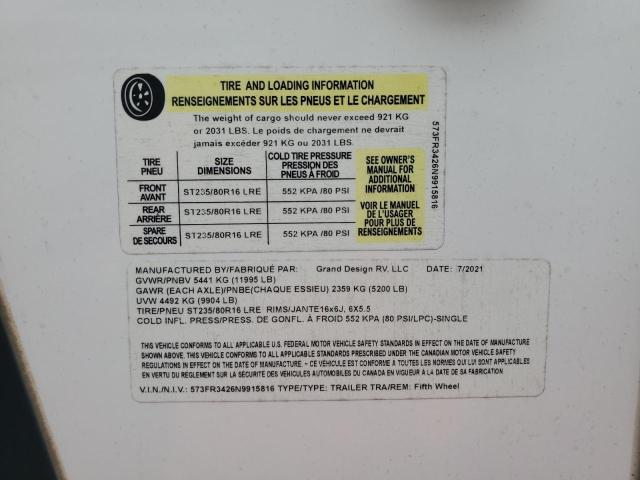 TIRE AND LOADING INFORMATION
RENSEIGNEMENTS SUR LES PNEUS ET LE CHARGEMENT
The weight of cargo should never exceed 921 KG
or 2031 LBS. Le poids de chargement ne devrait
jamais excéder 921 KG ou 2031 LBS.
TIRE PNEU SIZE DIMENSIONS COLD TIRE PRESSURE PRESSION DES PNEUS À FROID
FRONT AVANT ST235/80R16 LRE 552 KPA /80 PSI
REAR ARRIÈRE ST235/80R16 LRE 552 KPA /80 PSI
SPARE DE SECOURS ST235/80R16 LRE 552 KPA /80 PSI
SEE OWNER'S
MANUAL FOR
ADDITIONAL
INFORMATION
VOIR LE MANUEL
DE L'USAGER
POUR PLUS DE
RENSEIGNEMENTS
573FR3426N9915816
MANUFACTURED BY/FABRIQUÉ PAR: Grand Design RV, LLC DATE: 7/2021
GVWR/PNBV 5441 KG (11995 LB)
GAWR (EACH AXLE)/PNBE(CHAQUE ESSIEU) 2359 KG (5200 LB)
UVW 4492 KG (9904 LB)
TIRE/PNEU ST235/80R16 LRE RIMS/JANTE16x6J, 6X5.5
COLD INFL. PRESS/PRESS. DE GONFL. À FROID 552 KPA (80 PSI/LPC)-SINGLE
THIS VEHICLE CONFORMS TO ALL APPLICABLE U.S. FEDERAL MOTOR VEHICLE SAFETY STANDARDS IN EFFECT ON THE DATE OF MANUFACTURE
SHOWN ABOVE. THIS VEHICLE CONFORMS TO ALL APPLICABLE STANDARDS PRESCRIBED UNDER THE CANADIAN MOTOR VEHICLE SAFETY
REGULATIONS IN EFFECT ON THE DATE OF MANUFACTURE. ~ CE VÉHICULE EST CONFORME A TOUTES LES NORMES QUI LUI SONT APPLICABLES
EN VERTU DU REGLEMENT SUR LA SÉCURITÉ DES VÉHICULES AUTOMOBILES DU CANADA EN VIGUEUR À LA DATE DE SA FABRICATION
V.I.N./N.I.V.: 573FR3426N9915816 TYPE/TYPE: TRAILER TRA/REM: Fifth Wheel